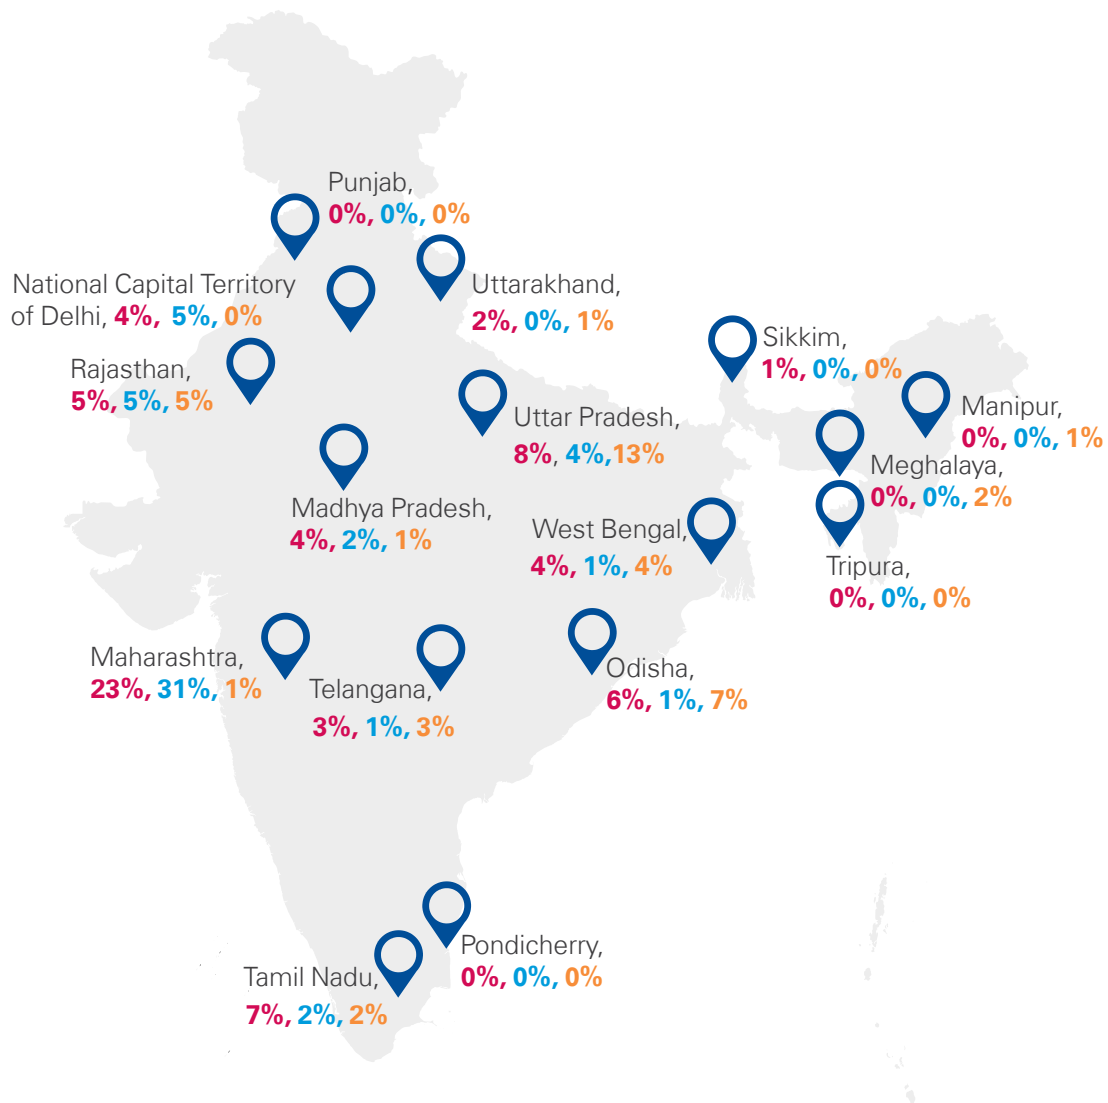 Punjab,
0%, 0%, 0%
National Capital Territory
of Delhi, 4%, 5%, 0%
Uttarakhand,
2%, 0%, 1%
Sikkim,
1%, 0%, 0%
Rajasthan,
5%, 5%, 5%
Manipur,
0%, 0%, 1%
Uttar Pradesh,
8%, 4%,13%
Meghalaya,
0%, 0%, 2%
Madhya Pradesh,
4%, 2%, 1%
West Bengal,
4%, 1%, 4%
Tripura,
0%, 0%, 0%
Maharashtra,
23%, 31%, 1%
Telangana,
3%, 1%, 3%
Odisha,
6%, 1%, 7%
Pondicherry,
0%, 0%, 0%
Tamil Nadu,
7%, 2%, 2%